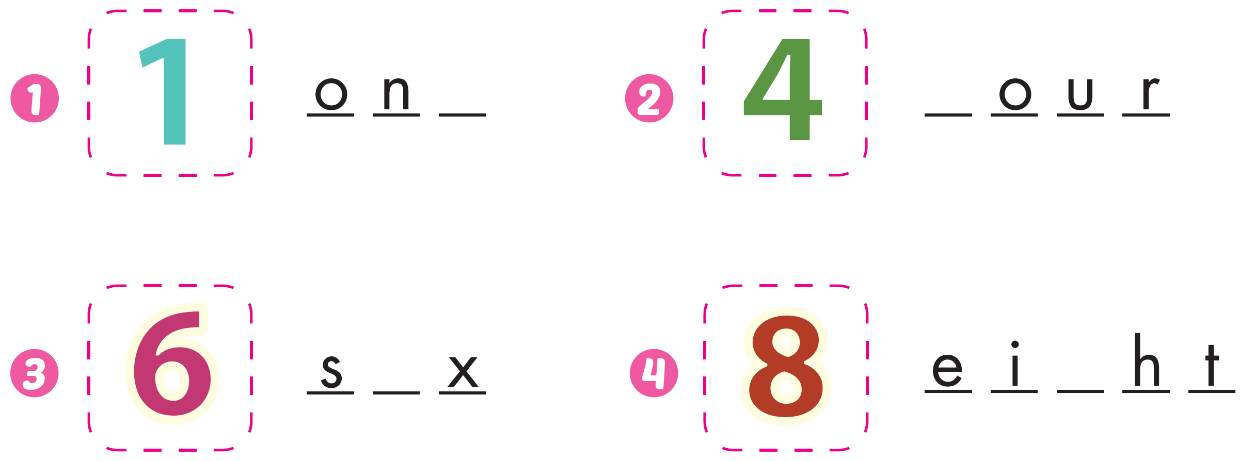 1 1 o n _ 2 4 _ o u r
3 6 s _ x 4 8 e i _ h t